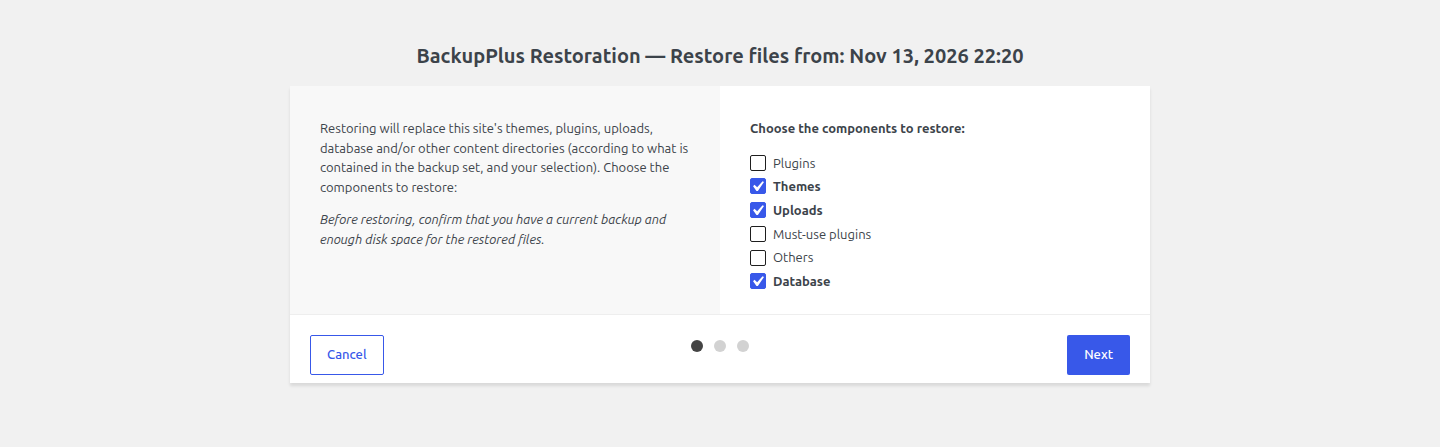 BackupPlus Restoration — Restore files from: Nov 13, 2026 22:20
Restoring will replace this site's themes, plugins, uploads,
database and/or other content directories (according to what is
contained in the backup set, and your selection). Choose the
components to restore:
Before restoring, confirm that you have a current backup and
enough disk space for the restored files.
Choose the components to restore:
Plugins
Themes
Uploads
Must-use plugins
Others
Database
Cancel
Next